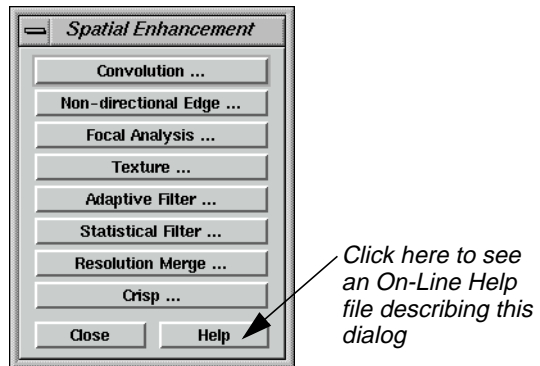 Spatial Enhancement
Convolution ...
Non-directional Edge ...
Focal Analysis ...
Texture ...
Adaptive Filter ...
Statistical Filter ...
Resolution Merge ...
Crisp ...
Close Help
Click here to see
an On-Line Help
file describing this
dialog